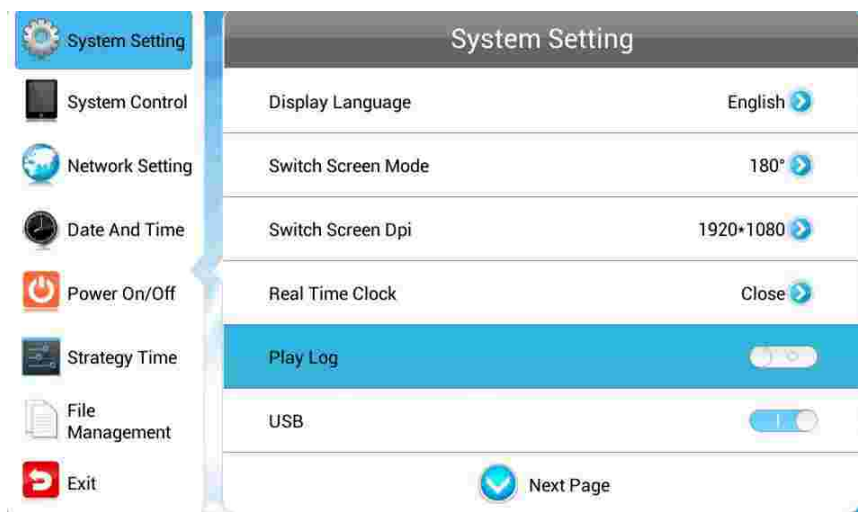 System Setting
System Control
Network Setting
Date And Time
Power On/Off
Strategy Time
File
Management
Exit
System Setting
Display Language English
Switch Screen Mode 180°
Switch Screen Dpi 1920*1080
Real Time Clock Close
Play Log
USB
Next Page